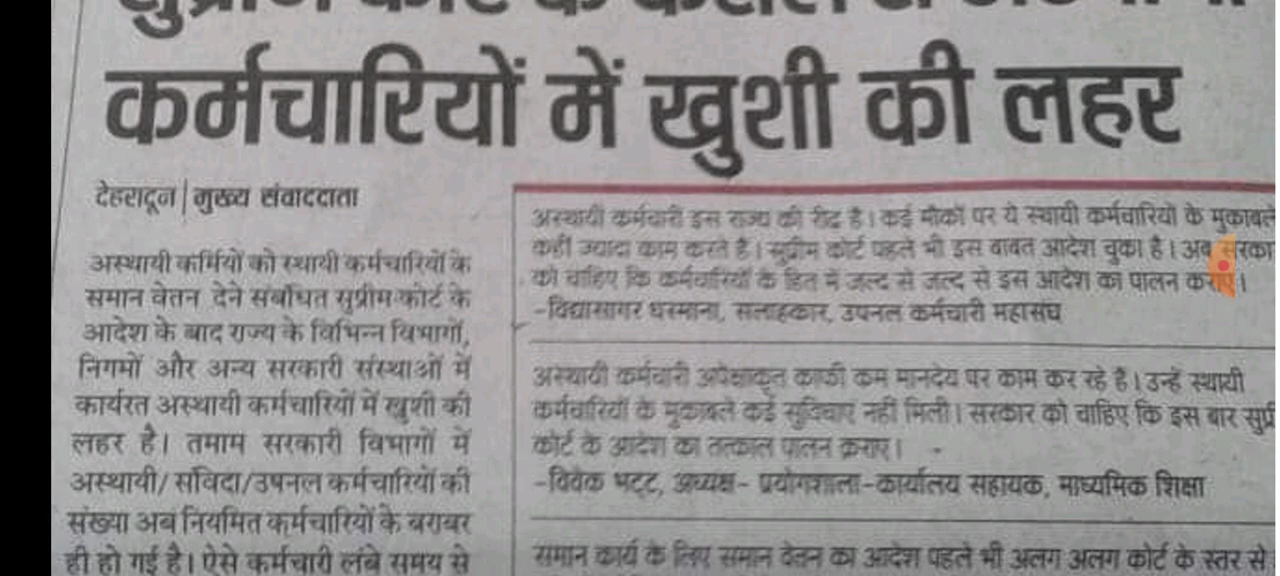 कर्मचारियों में खुशी की लहर
देहरादून | मुख्य संवाददाता
अस्थायी कर्मियों को स्थायी कर्मचारियों के
समान वेतन देने संबंधित सुप्रीम कोर्ट के
आदेश के बाद राज्य के विभिन्न विभागों,
निगमों और अन्य सरकारी संस्थाओं में
कार्यरत अस्थायी कर्मचारियों में खुशी की
लहर है। तमाम सरकारी विभागों में
अस्थायी/ संविदा/उपनल कर्मचारियों की
संख्या अब नियमित कर्मचारियों के बराबर
ही हो गई है। ऐसे कर्मचारी लंबे समय से
अस्थायी कर्मचारी इस राज्य की रीढ़ है। कई मौकों पर ये स्थायी कर्मचारियों के मुकाबले
कहीं ज्यादा काम करते है। सुप्रीम कोर्ट पहले भी इस बाबत आदेश चुका है। अब सरका
को चाहिए कि कर्मचारियों के हित में जल्द से जल्द से इस आदेश का पालन कराए।
-विद्यासागर धस्माना, सलाहकार, उपनल कर्मचारी महासंघ
अस्थायी कर्मचारी अपेक्षाकृत काफी कम मानदेय पर काम कर रहे है। उन्हें स्थायी
कर्मचारियों के मुकाबले कई सुविधाए नहीं मिली। सरकार को चाहिए कि इस बार सुप्री
कोर्ट के आदेश का तत्काल पालन कराए।
-विवेक भट्ट, अध्यक्ष- प्रयोगशाला-कार्यालय सहायक, माध्यमिक शिक्षा
समान कार्य के लिए समान वेतन का आदेश पहले भी अलग अलग कोर्ट के स्तर से